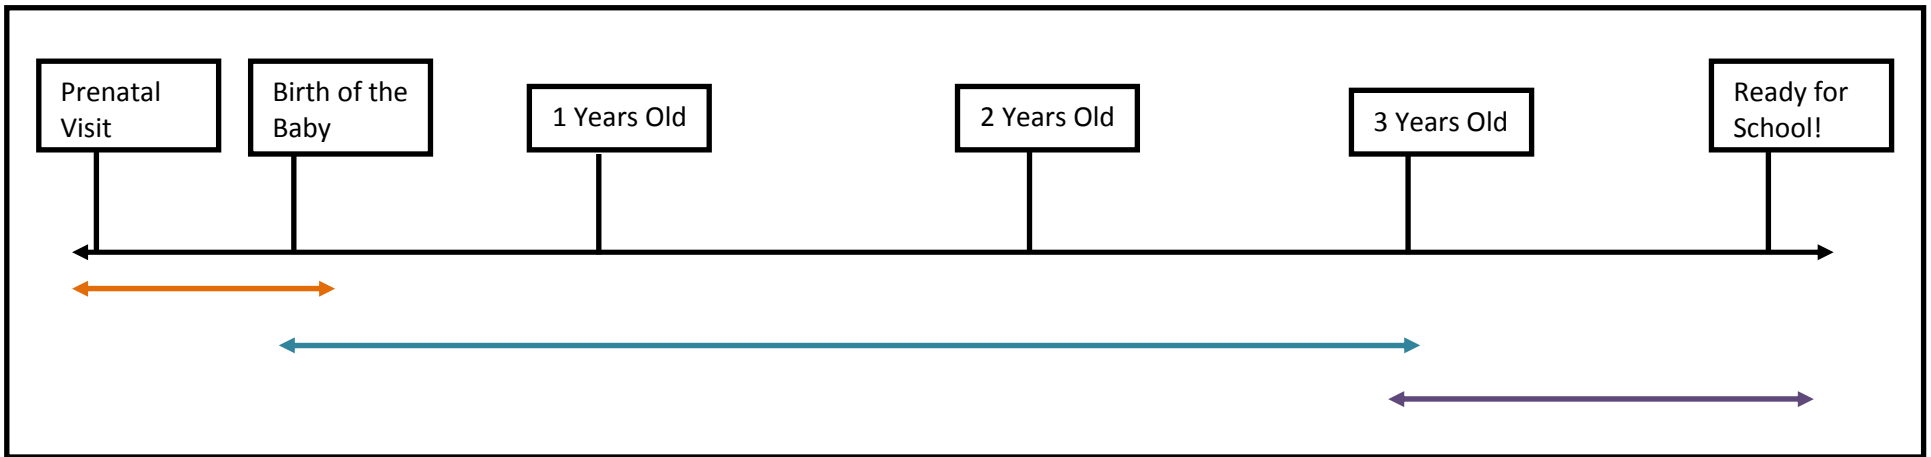 Prenatal
Visit
Birth of the
Baby
1 Years Old
2 Years Old
3 Years Old
Ready for
School!